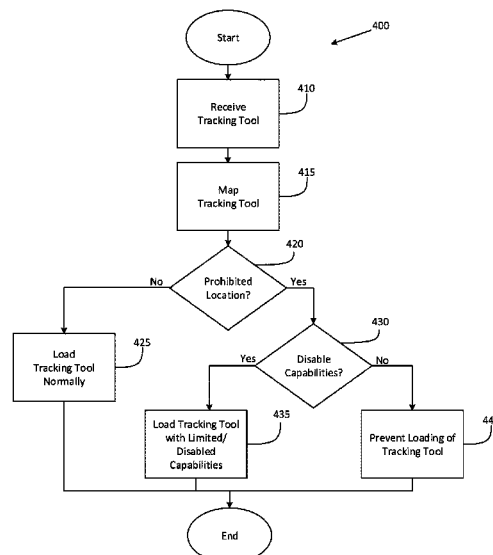 Start
400
Receive
Tracking Tool
410
Map
Tracking Tool
415
420
Prohibited
Location?
No
Yes
430
Disable
Capabilities?
Yes
No
Load
Tracking Tool
Normally
425
Load Tracking Tool
with Limited/
Disabled
Capabilities
435
Prevent Loading of
Tracking Tool
44
End